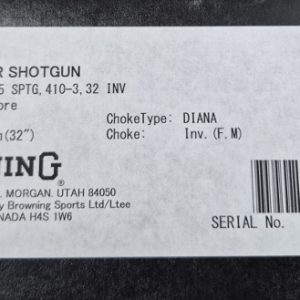 R SHOTGUN
5 SPTG,410-3,32 INV
ore
ChokeType: DIANA
(32")
Choke: Inv.(F.M)
NING
MORGAN. UTAH 84050
y Browning Sports Ltd/Ltee
NADA H4S 1W6
SERIAL No.